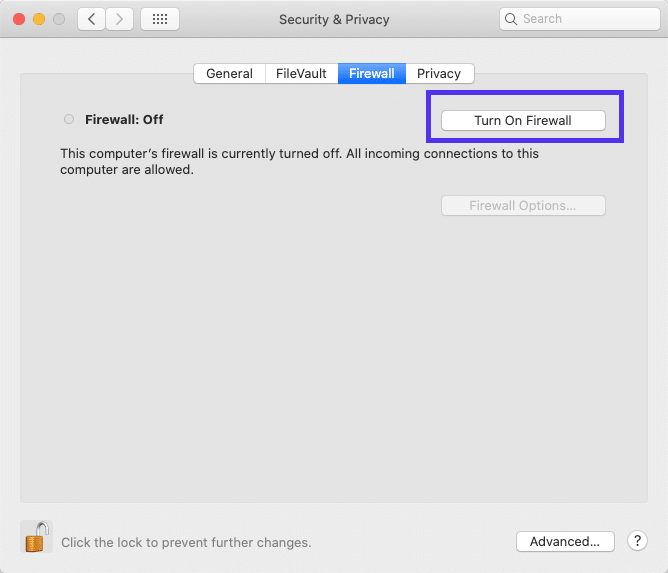 Security & Privacy
Search
General
FileVault
Firewall
Privacy
Firewall: Off
Turn On Firewall
This computer's firewall is currently turned off. All incoming connections to this
computer are allowed.
Firewall Options...
Click the lock to prevent further changes.
Advanced...
?